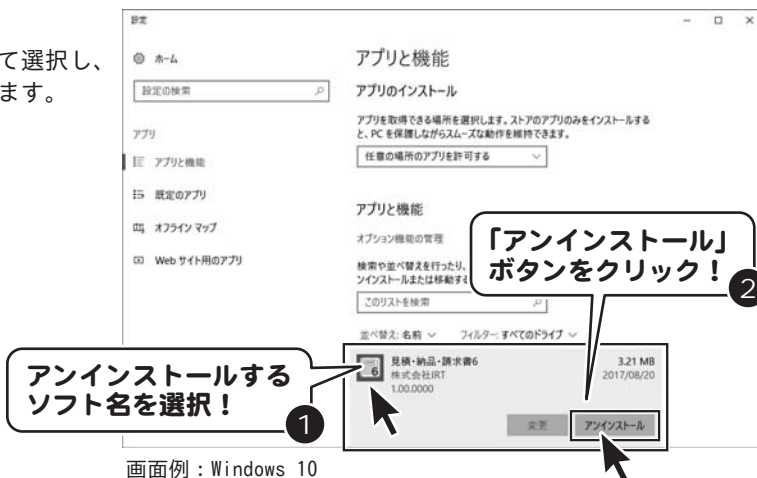 て選択し、
ます。
設定
ホーム
設定の検索
アプリ
アプリと機能
既定のアプリ
オフライン マップ
Web サイト用のアプリ
アプリと機能
アプリのインストール
アプリを取得できる場所を選択します。ストアのアプリのみをインストールする
と、PC を保護しながらスムーズな動作を維持できます。
任意の場所のアプリを許可する
アプリと機能
オプション機能の管理
検索や並べ替えを行ったり、
ンインストールまたは移動する
このリストを検索
並べ替え: 名前
フィルター: すべてのドライブ
「アンインストール」
ボタンをクリック!
2
見積・納品・請求書6
株式会社IRT
1.00.0000
3.21 MB
2017/08/20
6
変更
アンインストール
アンインストールする
ソフト名を選択!
1
画面例:Windows 10